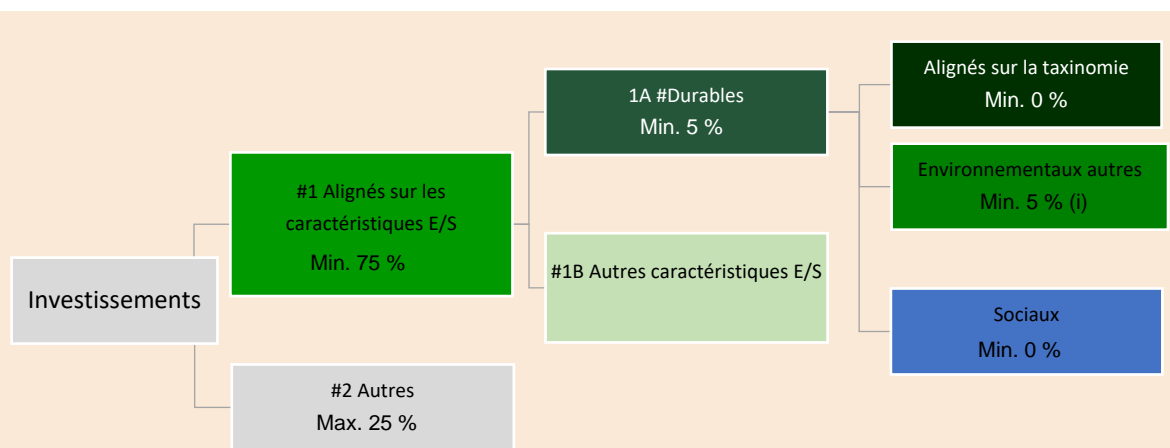 Investissements
#1 Alignés sur les
caractéristiques E/S
Min. 75 %
#2 Autres
Max. 25 %
1A #Durables
Min. 5 %
#1B Autres caractéristiques E/S
Alignés sur la taxinomie
Min. 0 %
Environnementaux autres
Min. 5 % (i)
Sociaux
Min. 0 %